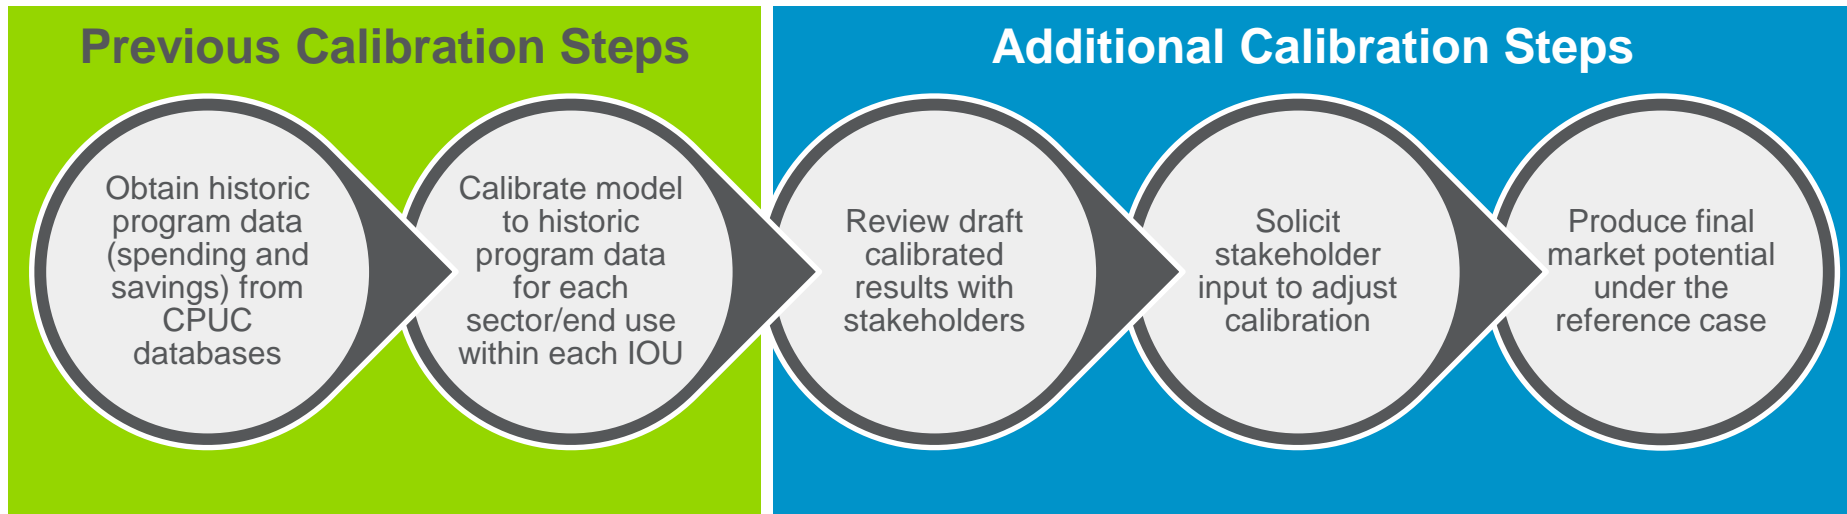 Previous Calibration Steps
Additional Calibration Steps
Obtain historic
program data
(spending and
savings) from
CPUC
databases
Calibrate model
to historic
program data
for each
sector/end use
within each IOU
Review draft
calibrated
results with
stakeholders
Solicit
stakeholder
input to adjust
calibration
Produce final
market potential
under the
reference case